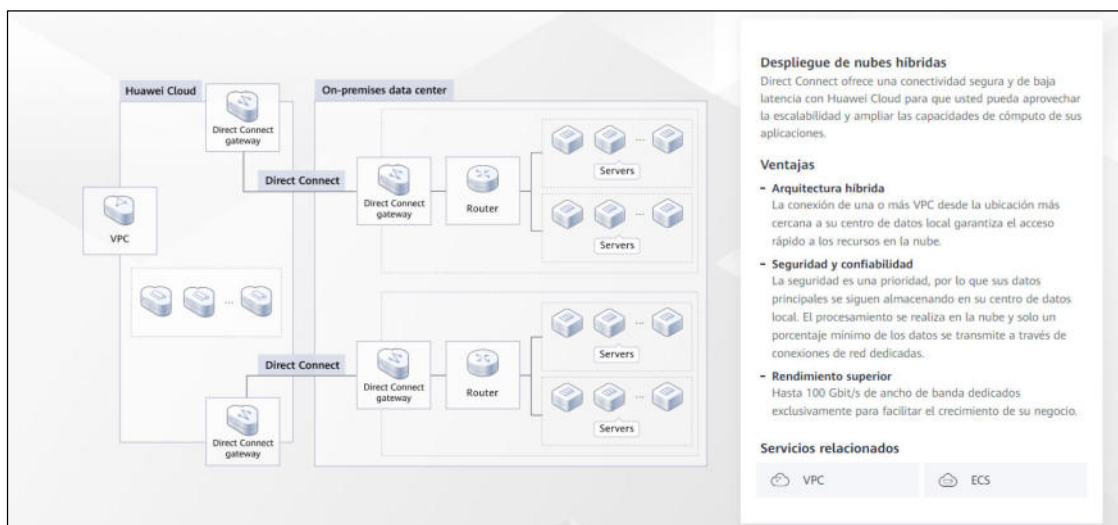 Huawei Cloud
Direct Connect
gateway
VPC
Direct Connect
Direct Connect
Direct Connect
gateway
On-premises data center
Direct Connect
gateway
Router
...
Servers
...
Servers
...
Direct Connect
gateway
Router
...
Servers
...
Servers
Despliegue de nubes híbridas
Direct Connect ofrece una conectividad segura y de baja
latencia con Huawei Cloud para que usted pueda aprovechar
la escalabilidad y ampliar las capacidades de cómputo de sus
aplicaciones.
Ventajas
- Arquitectura híbrida
La conexión de una o más VPC desde la ubicación más
cercana a su centro de datos local garantiza el acceso
rápido a los recursos en la nube.
- Seguridad y confiabilidad
La seguridad es una prioridad, por lo que sus datos
principales se siguen almacenando en su centro de datos
local. El procesamiento se realiza en la nube y solo un
porcentaje mínimo de los datos se transmite a través de
conexiones de red dedicadas.
- Rendimiento superior
Hasta 100 Gbit/s de ancho de banda dedicados
exclusivamente para facilitar el crecimiento de su negocio.
Servicios relacionados
VPC
ECS